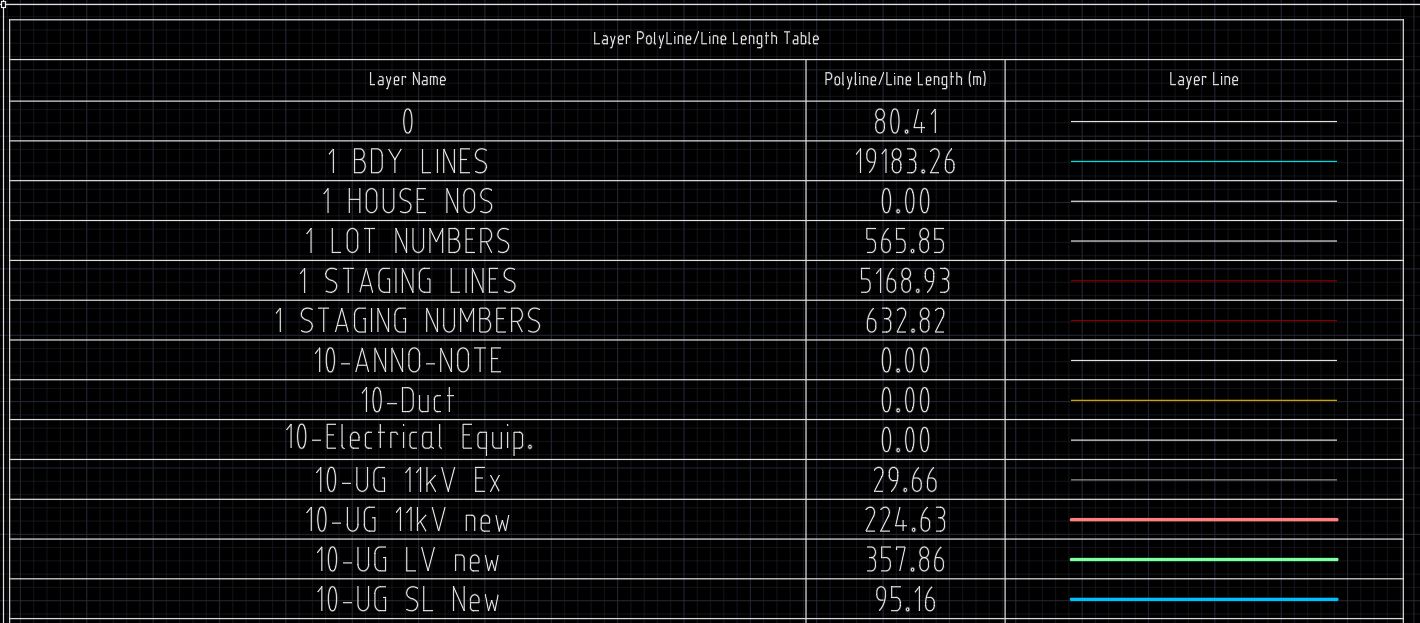 Layer PolyLine/Line Length Table
Layer Name Polyline/Line Length (m) Layer Line
0 80.41
1 BDY LINES 19183.26
1 HOUSE NOS 0.00
1 LOT NUMBERS 565.85
1 STAGING LINES 5168.93
1 STAGING NUMBERS 632.82
10-ANNO-NOTE 0.00
10-Duct 0.00
10-Electrical Equip. 0.00
10-UG 11kV Ex 29.66
10-UG 11kV new 224.63
10-UG LV new 357.86
10-UG SL New 95.16